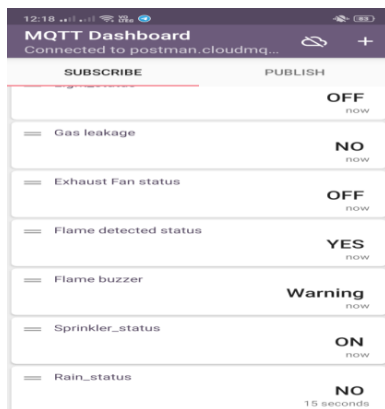 12:18
MQTT Dashboard
Connected to postman.cloudmq...
SUBSCRIBE
PUBLISH
OFF
now
Gas leakage
NO
now
Exhaust Fan status
OFF
now
Flame detected status
YES
now
Flame buzzer
Warning
now
Sprinkler_status
ON
now
Rain_status
NO
15 seconds